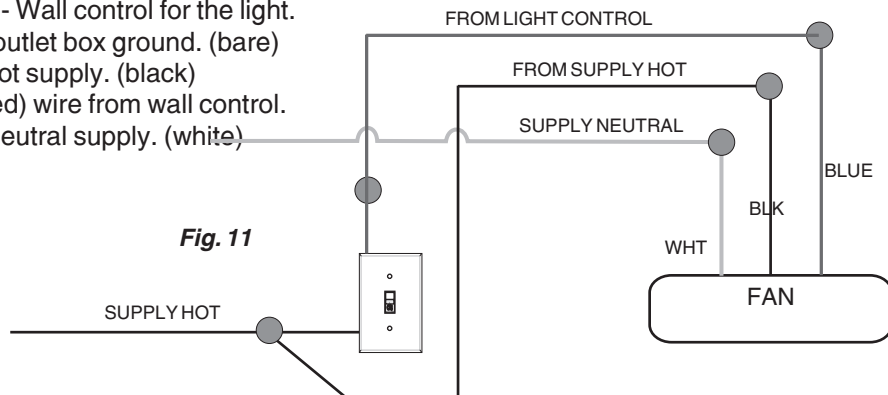 - Wall control for the light.
outlet box ground. (bare)
ot supply. (black)
ed) wire from wall control.
eutral supply. (white)
FROM LIGHT CONTROL
FROM SUPPLY HOT
SUPPLY NEUTRAL
BLUE
BLK
WHT
Fig. 11
FAN
SUPPLY HOT